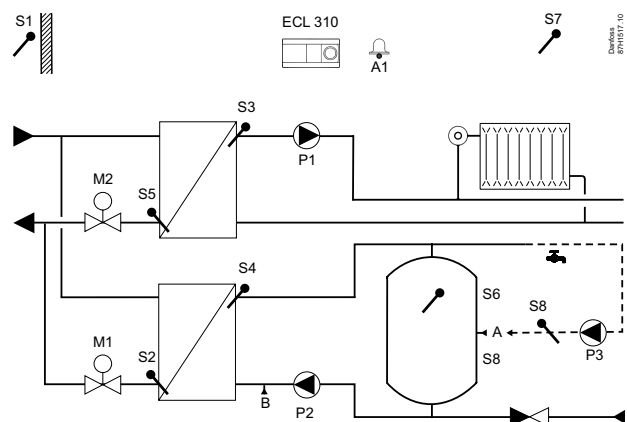 S1
ECL 310
A1
S7
Danfoss
87H1517.10
S3
P1
M2
S5
S4
S6
S8
A
S8
P3
M1
S2
B
P2